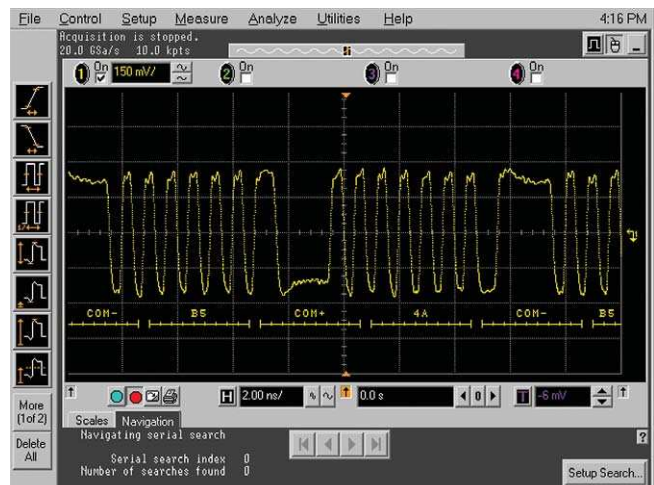 File Control Setup Measure Analyze Utilities Help 4:16 PM
Acquisition is stopped.
20.0 GSa/s 10.0 kpts
1 On 150 mV/ 2 On 3 On 4 On
COM- B5 COM+ 4A COM- B5
More
(1of 2)
Delete
All
H 2.00 ns/ T 0.0 s 0 T -6 mV
Scales Navigation
Navigating serial search
Serial search index 0
Number of searches found 0
?
Setup Search...